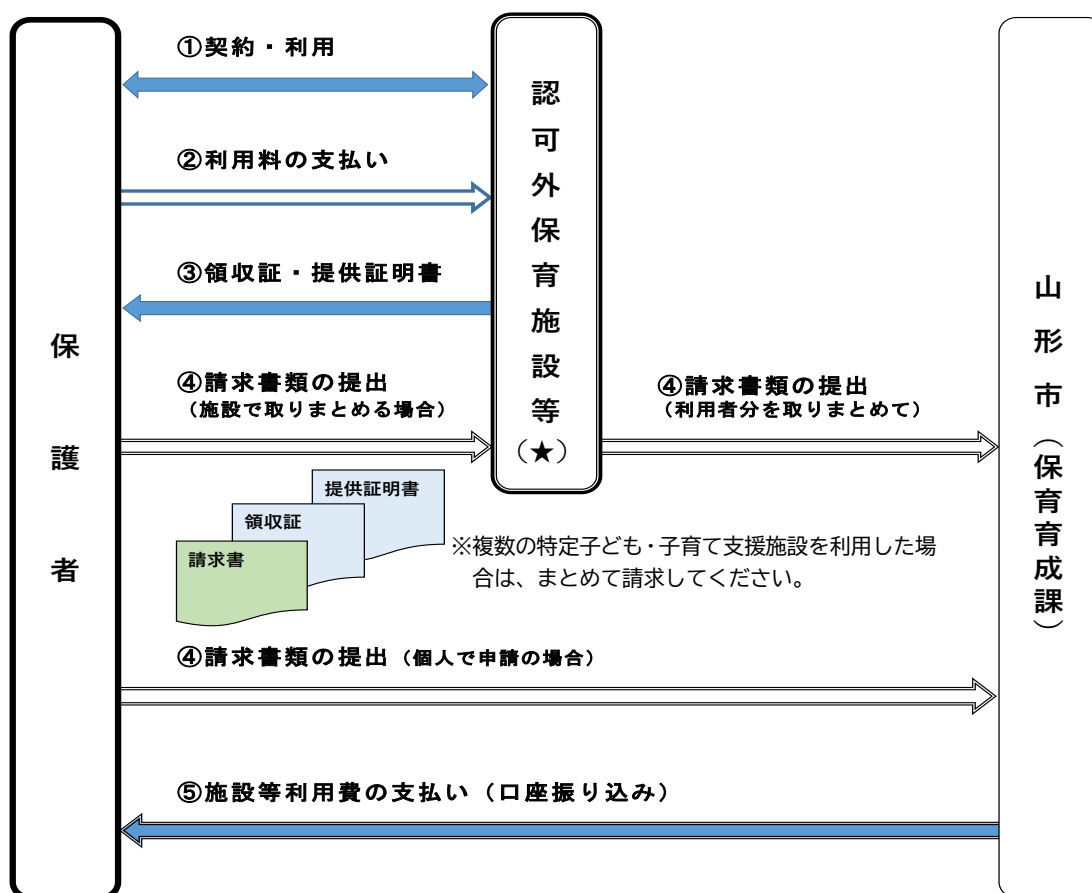 保護者
①契約・利用
②利用料の支払い
③領収証・提供証明書
④請求書類の提出
（施設で取りまとめる場合）
認可外保育施設等
（★）
④請求書類の提出
（利用者分を取りまとめて）
提供証明書
領収証
請求書
※複数の特定子ども・子育て支援施設を利用した場
合は、まとめて請求してください。
④請求書類の提出（個人で申請の場合）
⑤施設等利用費の支払い（口座振り込み）
山形市（保育育成課）